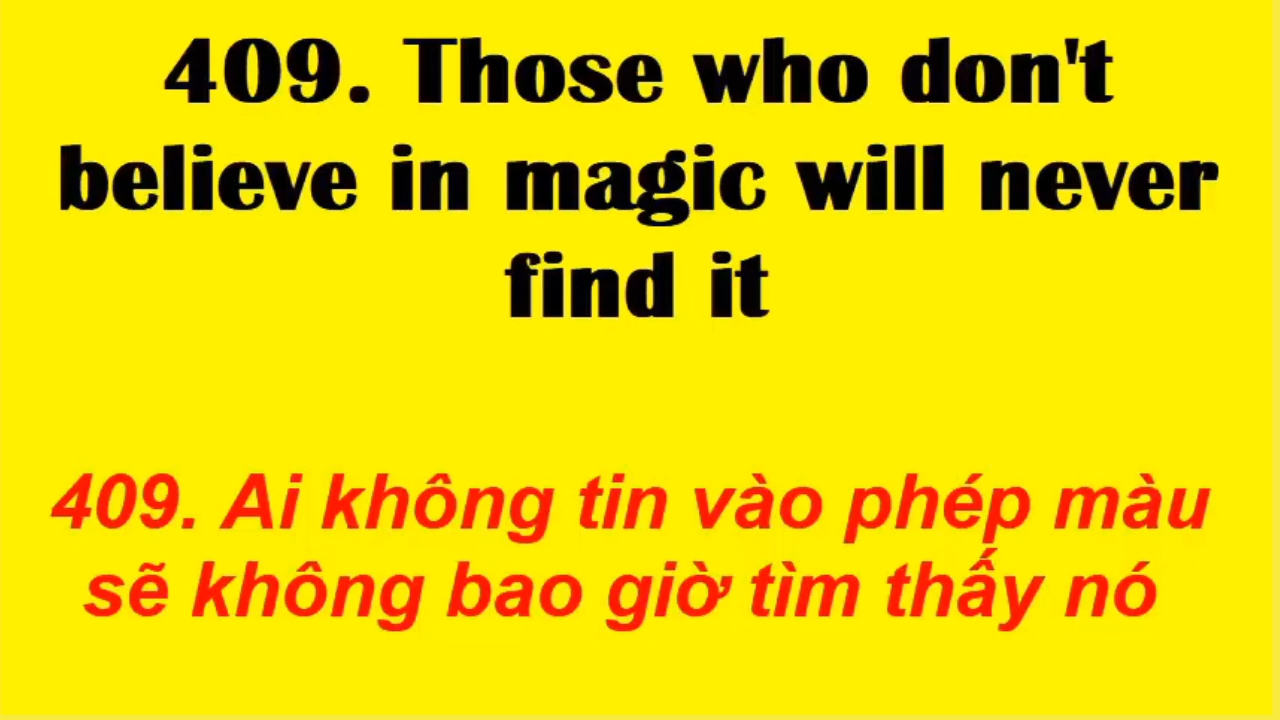 409. Those who don't
believe in magic will never
find it
409. Ai không tin vào phép màu
sẽ không bao giờ tìm thấy nó